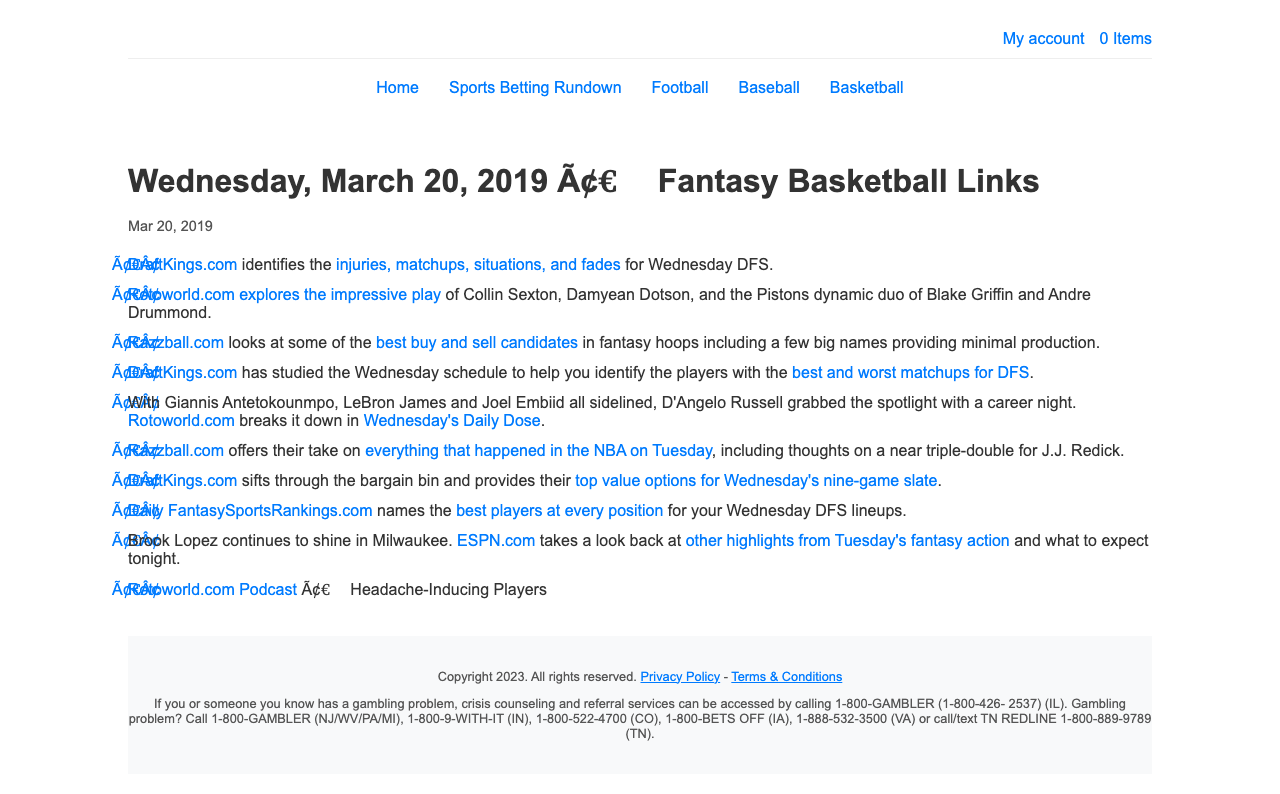 My account 0 Items
Home Sports Betting Rundown Football Baseball Basketball
Wednesday, March 20, 2019 Ã¢€ Fantasy Basketball Links
Mar 20, 2019
DraftKings.com identifies the injuries, matchups, situations, and fades for Wednesday DFS.
Rotoworld.com explores the impressive play of Collin Sexton, Damyean Dotson, and the Pistons dynamic duo of Blake Griffin and Andre
Drummond.
Razzball.com looks at some of the best buy and sell candidates in fantasy hoops including a few big names providing minimal production.
DraftKings.com has studied the Wednesday schedule to help you identify the players with the best and worst matchups for DFS.
With Giannis Antetokounmpo, LeBron James and Joel Embiid all sidelined, D'Angelo Russell grabbed the spotlight with a career night.
Rotoworld.com breaks it down in Wednesday's Daily Dose.
Razzball.com offers their take on everything that happened in the NBA on Tuesday, including thoughts on a near triple-double for J.J. Redick.
DraftKings.com sifts through the bargain bin and provides their top value options for Wednesday's nine-game slate.
Daily FantasySportsRankings.com names the best players at every position for your Wednesday DFS lineups.
Brook Lopez continues to shine in Milwaukee. ESPN.com takes a look back at other highlights from Tuesday's fantasy action and what to expect
tonight.
Rotoworld.com Podcast Ã¢€ Headache-Inducing Players
Copyright 2023. All rights reserved. Privacy Policy - Terms & Conditions
If you or someone you know has a gambling problem, crisis counseling and referral services can be accessed by calling 1-800-GAMBLER (1-800-426- 2537) (IL). Gambling
problem? Call 1-800-GAMBLER (NJ/WV/PA/MI), 1-800-9-WITH-IT (IN), 1-800-522-4700 (CO), 1-800-BETS OFF (IA), 1-888-532-3500 (VA) or call/text TN REDLINE 1-800-889-9789
(TN).